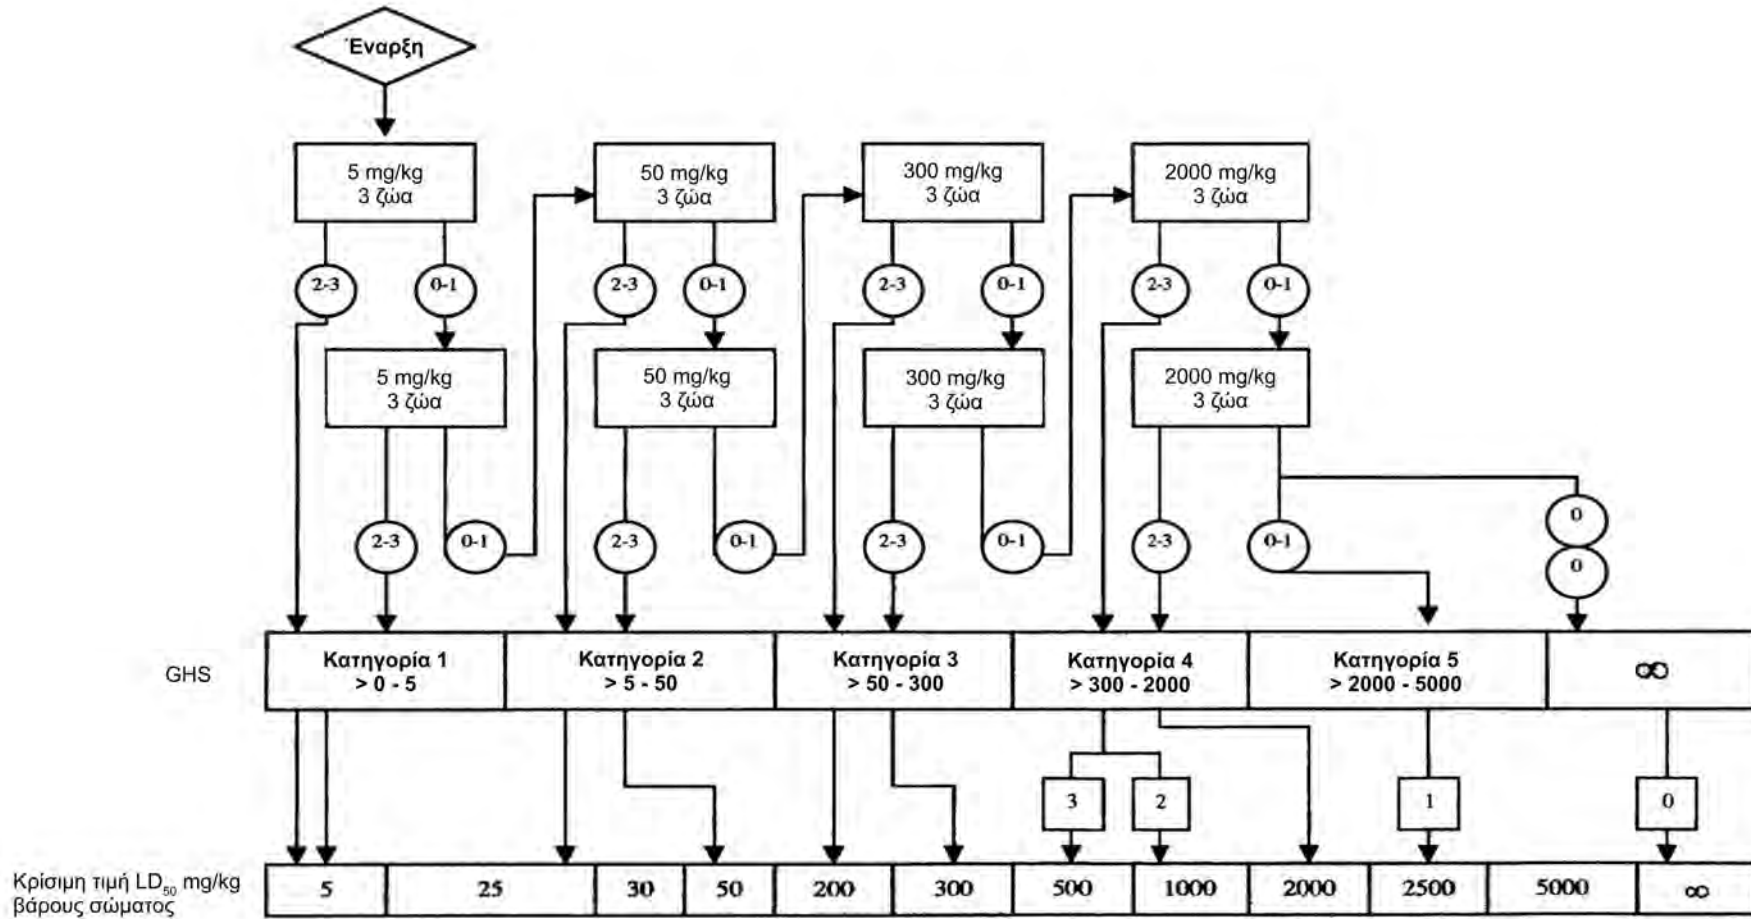 Έναρξη
5 mg/kg
3 ζώα
50 mg/kg
3 ζώα
300 mg/kg
3 ζώα
2000 mg/kg
3 ζώα
2-3
0-1
2-3
0-1
2-3
0-1
2-3
0-1
5 mg/kg
3 ζώα
50 mg/kg
3 ζώα
300 mg/kg
3 ζώα
2000 mg/kg
3 ζώα
2-3
0-1
2-3
0-1
2-3
0-1
2-3
0-1
0
0
GHS
Κατηγορία 1
> 0 - 5
Κατηγορία 2
> 5 - 50
Κατηγορία 3
> 50 - 300
Κατηγορία 4
> 300 - 2000
Κατηγορία 5
> 2000 - 5000
∞
3
2
1
0
Κρίσιμη τιμή LD50 mg/kg
βάρους σώματος
5
25
30
50
200
300
500
1000
2000
2500
5000
∞